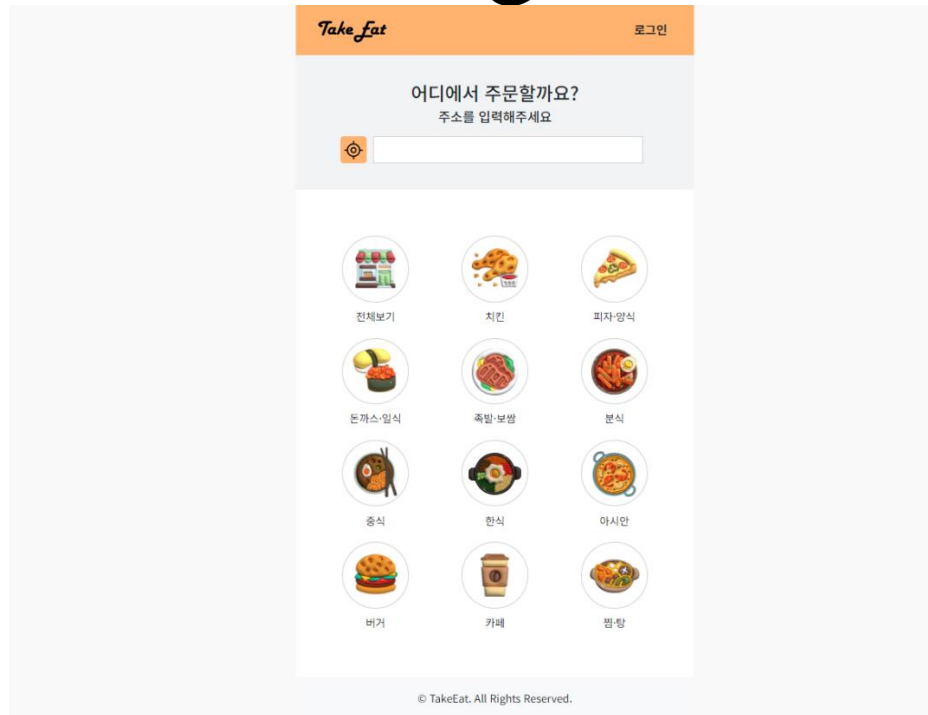 Take Eat
로그인
어디에서 주문할까요?
주소를 입력해주세요
전체보기
치킨
피자·양식
돈까스·일식
족발·보쌈
분식
중식
한식
아시안
버거
카페
찜·탕
© TakeEat. All Rights Reserved.